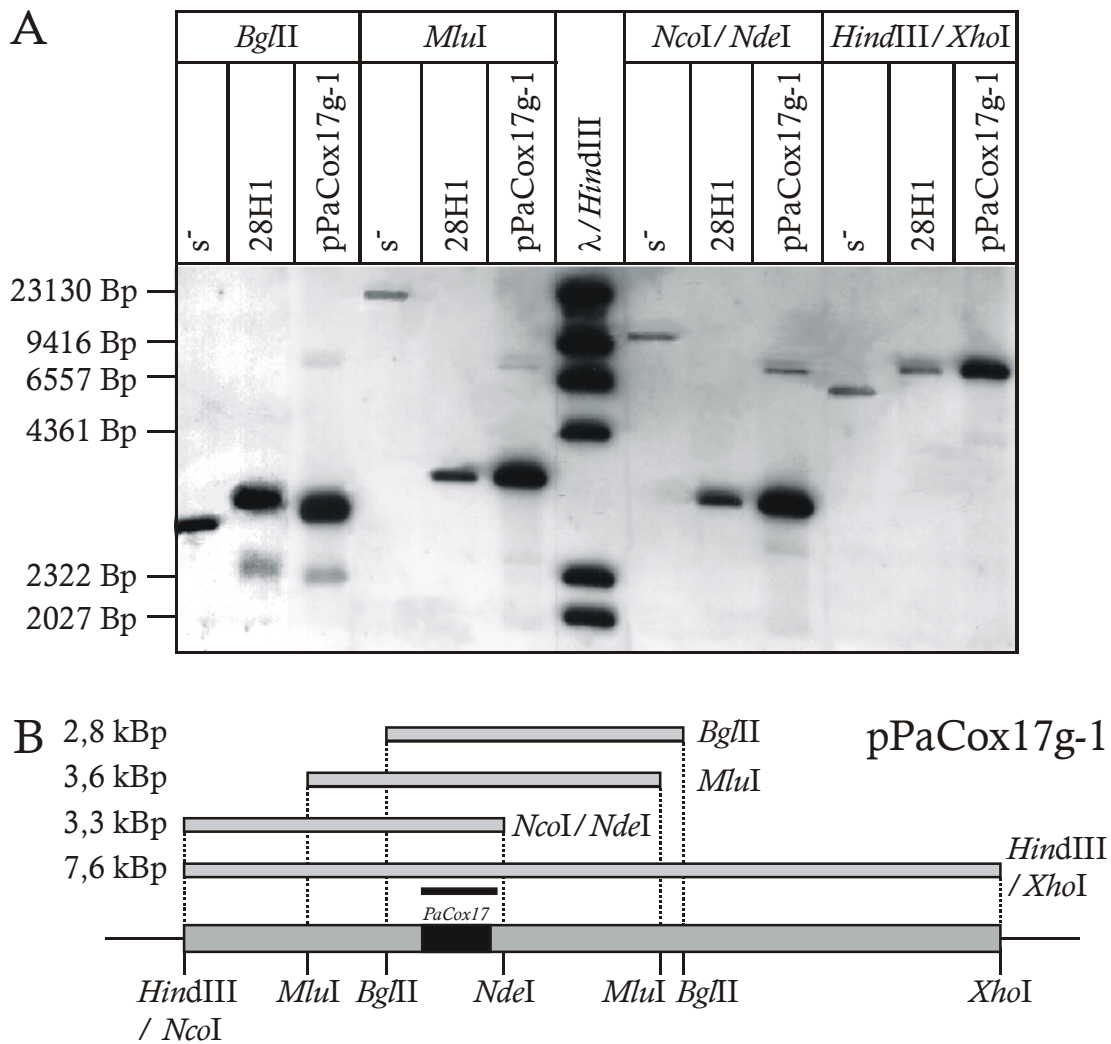 A
BglII MluI NcoI/NdeI HindIII/XhoI
s⁻ 28H1 pPaCox17g-1 s⁻ 28H1 pPaCox17g-1 λ/HindIII s⁻ 28H1 pPaCox17g-1 s⁻ 28H1 pPaCox17g-1
23130 Bp
9416 Bp
6557 Bp
4361 Bp
2322 Bp
2027 Bp
B 2,8 kBp BglII pPaCox17g-1
3,6 kBp MluI
3,3 kBp NcoI/NdeI
7,6 kBp HindIII
/XhoI
PaCox17
HindIII MluI BglII NdeI MluI BglII XhoI
/ NcoI